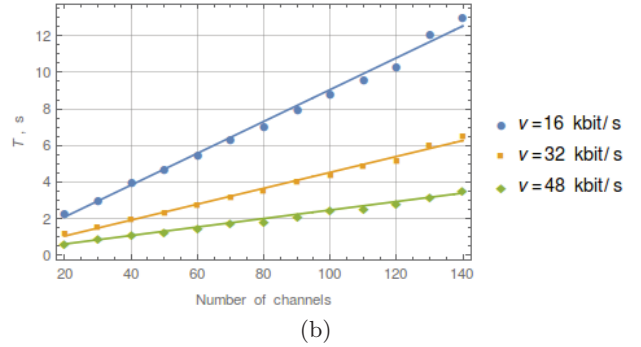 12
10
8
6
4
2
0
T, s
20 40 60 80 100 120 140
Number of channels
v=16 kbit/s
v=32 kbit/s
v=48 kbit/s
(b)